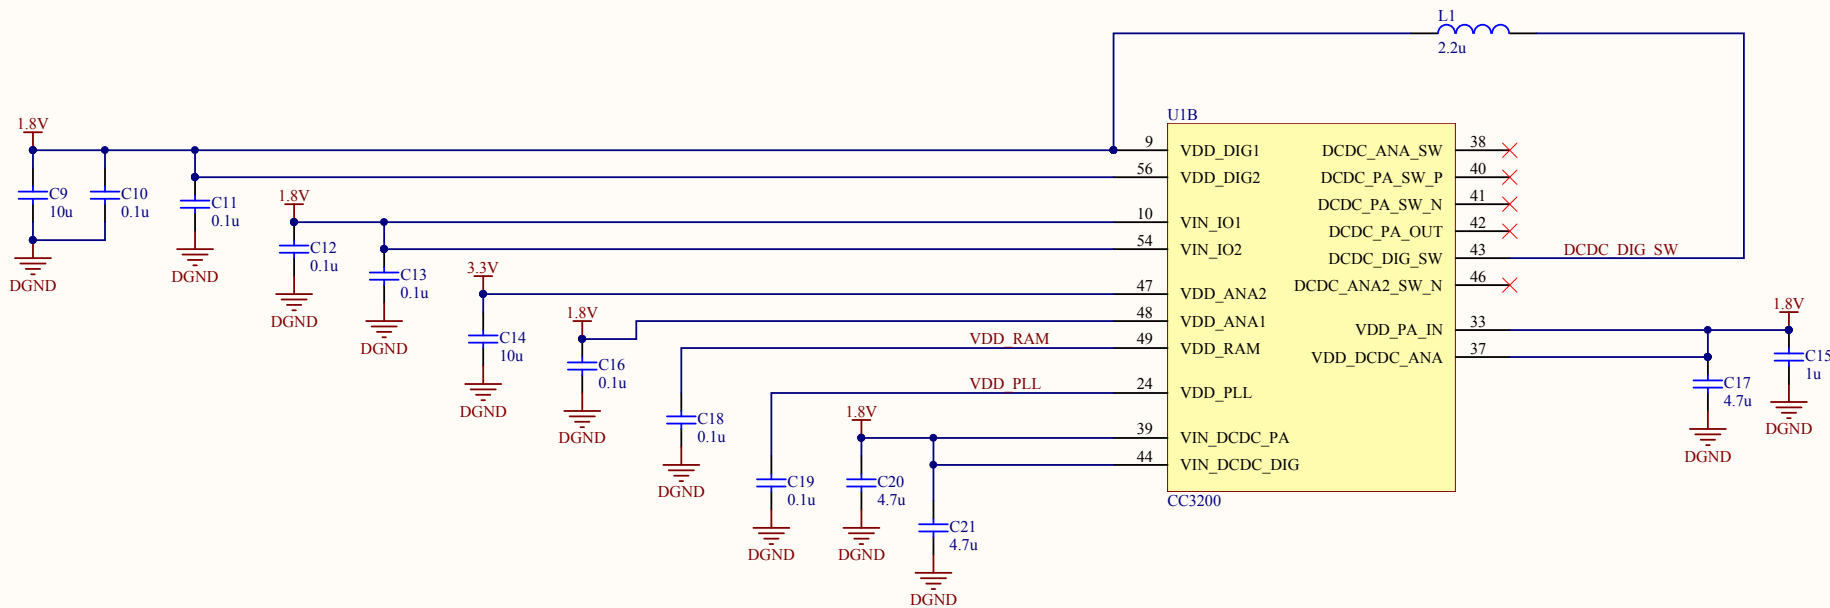 L1
2.2u
U1B
1.8V
9 VDD_DIG1 DCDC_ANA_SW 38
56 VDD_DIG2 DCDC_PA_SW_P 40
C9
10u
C10
0.1u
C11
0.1u
1.8V
DCDC_PA_SW_N 41
10 VIN_IO1 DCDC_PA_OUT 42
54 VIN_IO2 DCDC_DIG_SW 43 DCDC_DIG_SW
C12
0.1u
DGND
DGND
3.3V
C13
0.1u
DCDC_ANA2_SW_N 46
47 VDD_ANA2
1.8V
1.8V
DGND
48 VDD_ANA1 VDD_PA_IN 33
C14
10u
DGND
VDD_RAM 49 VDD_RAM VDD_DCDC_ANA 37
C16
0.1u
C15
1u
VDD_PLL 24 VDD_PLL
C17
4.7u
DGND
1.8V
C18
0.1u
DGND
DGND
39 VIN_DCDC_PA
DGND
44 VIN_DCDC_DIG
DGND
C19
0.1u
C20
4.7u
DGND
CC3200
C21
4.7u
DGND
DGND
DGND